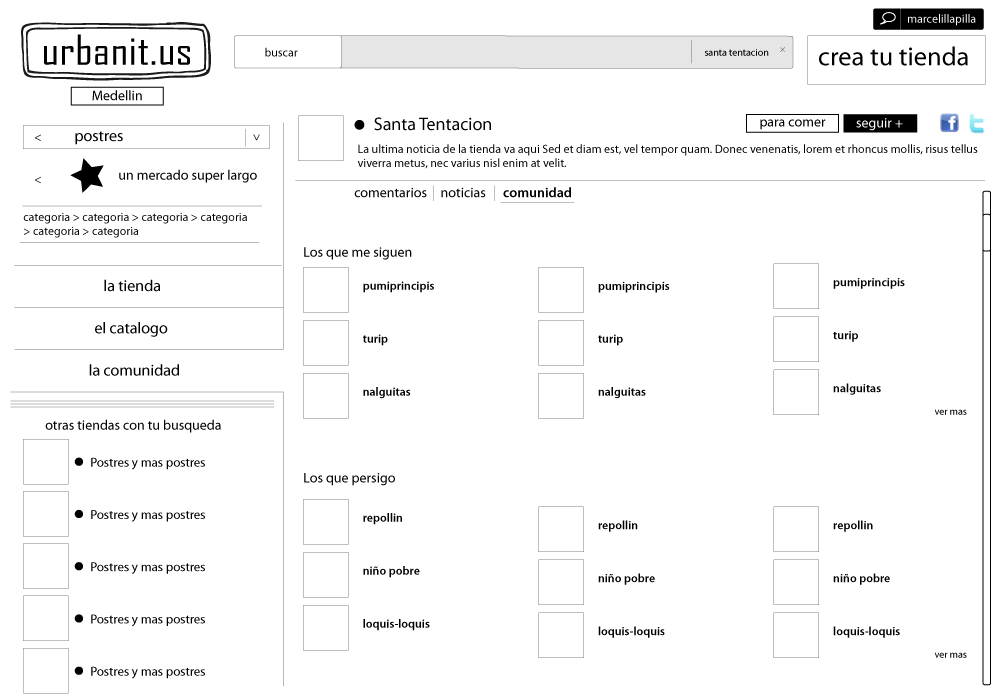 marcelillapilla
urbanit.us
buscar
santa tentacion ×
crea tu tienda
Medellin
< postres v
< un mercado super largo
categoria > categoria > categoria > categoria
> categoria > categoria
la tienda
el catalogo
la comunidad
otras tiendas con tu busqueda
Postres y mas postres
Postres y mas postres
Postres y mas postres
Postres y mas postres
Postres y mas postres
Santa Tentacion
para comer
seguir +
f
t
La ultima noticia de la tienda va aqui Sed et diam est, vel tempor quam. Donec venenatis, lorem et rhoncus mollis, risus tellus
viverra metus, nec varius nisl enim at velit.
comentarios | noticias | comunidad
Los que me siguen
pumiprincipis pumiprincipis pumiprincipis
turip turip turip
nalguitas nalguitas nalguitas
ver mas
Los que persigo
repollin repollin repollin
niño pobre niño pobre niño pobre
loquis-loquis loquis-loquis loquis-loquis
ver mas